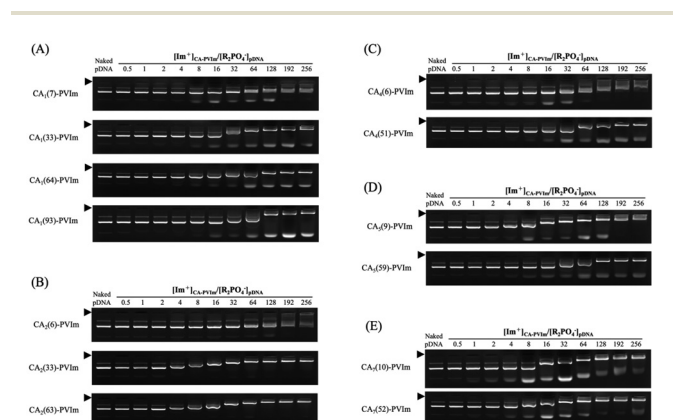 (A)
[Im⁺]CA-PVIm/[R₂PO₄⁻]pDNA
Naked
pDNA 0.5 1 2 4 8 16 32 64 128 192 256
CA₁(7)-PVIm
CA₁(33)-PVIm
CA₁(64)-PVIm
CA₁(93)-PVIm
(B)
[Im⁺]CA-PVIm/[R₂PO₄⁻]pDNA
Naked
pDNA 0.5 1 2 4 8 16 32 64 128 192 256
CA₂(6)-PVIm
CA₂(33)-PVIm
CA₂(63)-PVIm
(C)
[Im⁺]CA-PVIm/[R₂PO₄⁻]pDNA
Naked
pDNA 0.5 1 2 4 8 16 32 64 128 192 256
CA₄(6)-PVIm
CA₄(51)-PVIm
(D)
[Im⁺]CA-PVIm/[R₂PO₄⁻]pDNA
Naked
pDNA 0.5 1 2 4 8 16 32 64 128 192 256
CA₅(9)-PVIm
CA₅(59)-PVIm
(E)
[Im⁺]CA-PVIm/[R₂PO₄⁻]pDNA
Naked
pDNA 0.5 1 2 4 8 16 32 64 128 192 256
CA₇(10)-PVIm
CA₇(52)-PVIm